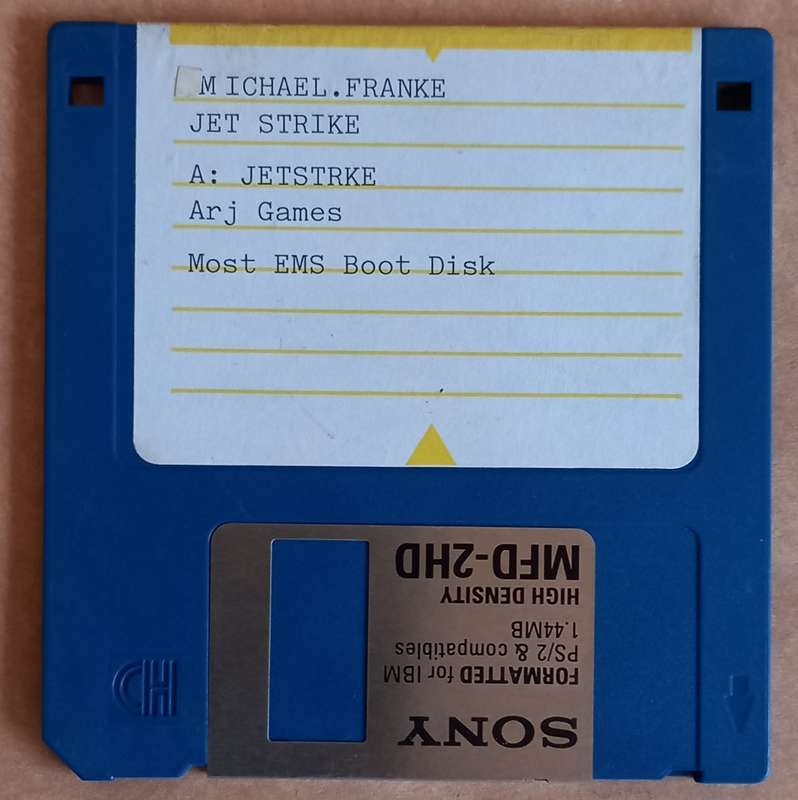 MICHAEL.FRANKE
JET STRIKE
A: JETSTRKE
Arj Games
Most EMS Boot Disk
SONY
FORMATTED for IBM
PS/2 & compatibles
1.44MB
HIGH DENSITY
MFD-2HD
HD